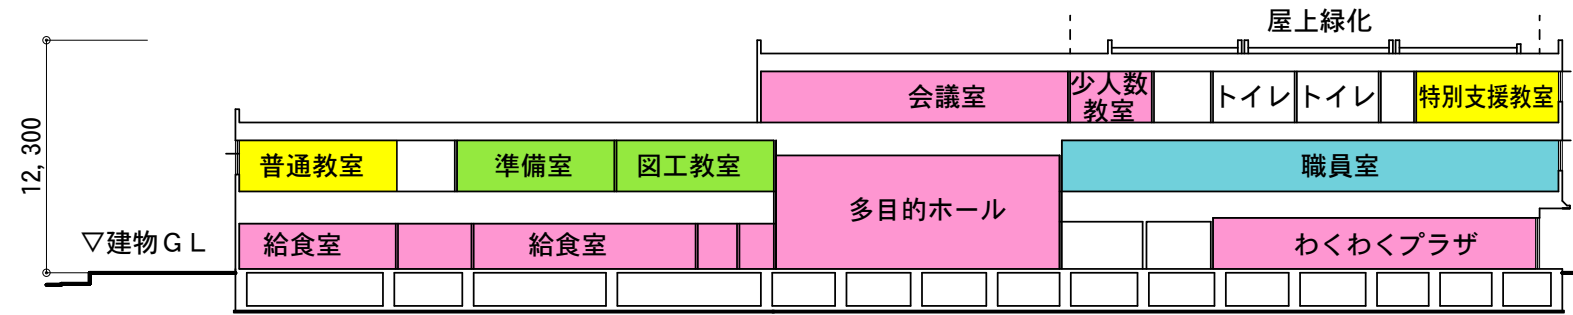 屋上緑化
会議室
少人数
教室
トイレ
トイレ
特別支援教室
12,300
普通教室
準備室
図工教室
職員室
多目的ホール
▽建物ＧＬ
給食室
給食室
わくわくプラザ